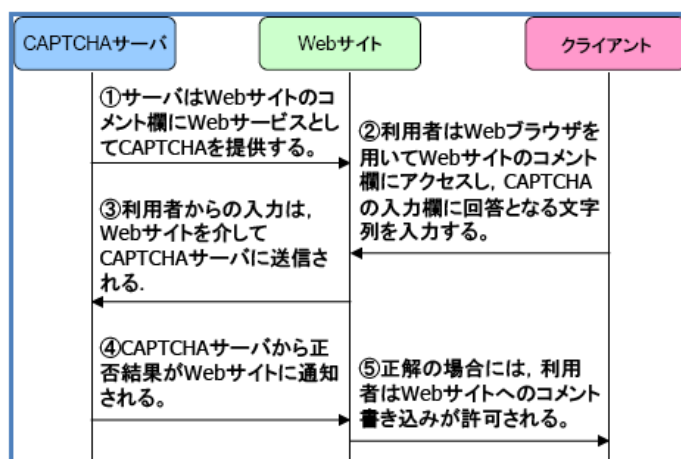 CAPTCHAサーバ
Webサイト
クライアント
①サーバはWebサイトのコ
メント欄にWebサービスとし
てCAPTCHAを提供する。
②利用者はWebブラウザを
用いてWebサイトのコメント
欄にアクセスし，CAPTCHA
の入力欄に回答となる文字
列を入力する。
③利用者からの入力は，
Webサイトを介して
CAPTCHAサーバに送信さ
れる．
④CAPTCHAサーバから正
否結果がWebサイトに通知
される。
⑤正解の場合には，利用
者はWebサイトへのコメント
書き込みが許可される。